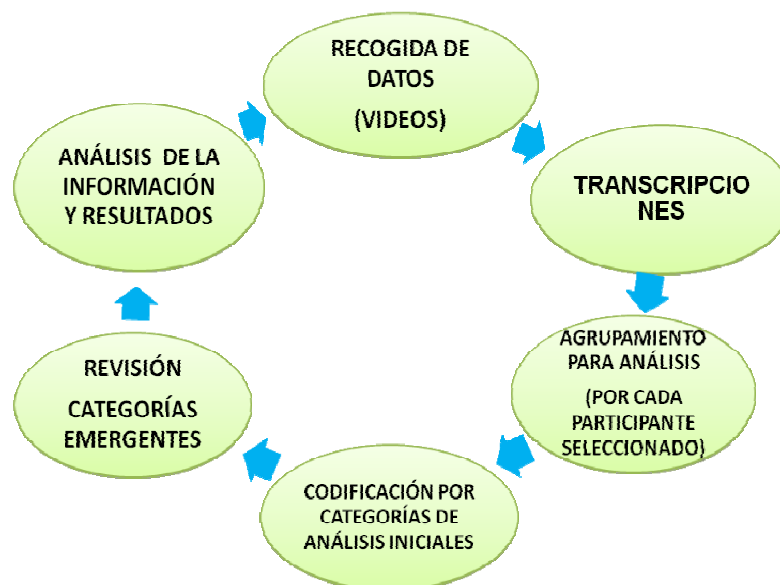 RECOGIDA DE
DATOS
(VIDEOS)
TRANSCRIPCIO
NES
AGRUPAMIENTO
PARA ANÁLISIS
(POR CADA
PARTICIPANTE
SELECCIONADO)
CODIFICACIÓN POR
CATEGORÍAS DE
ANÁLISIS INICIALES
REVISIÓN
CATEGORÍAS
EMERGENTES
ANÁLISIS DE LA
INFORMACIÓN
Y RESULTADOS